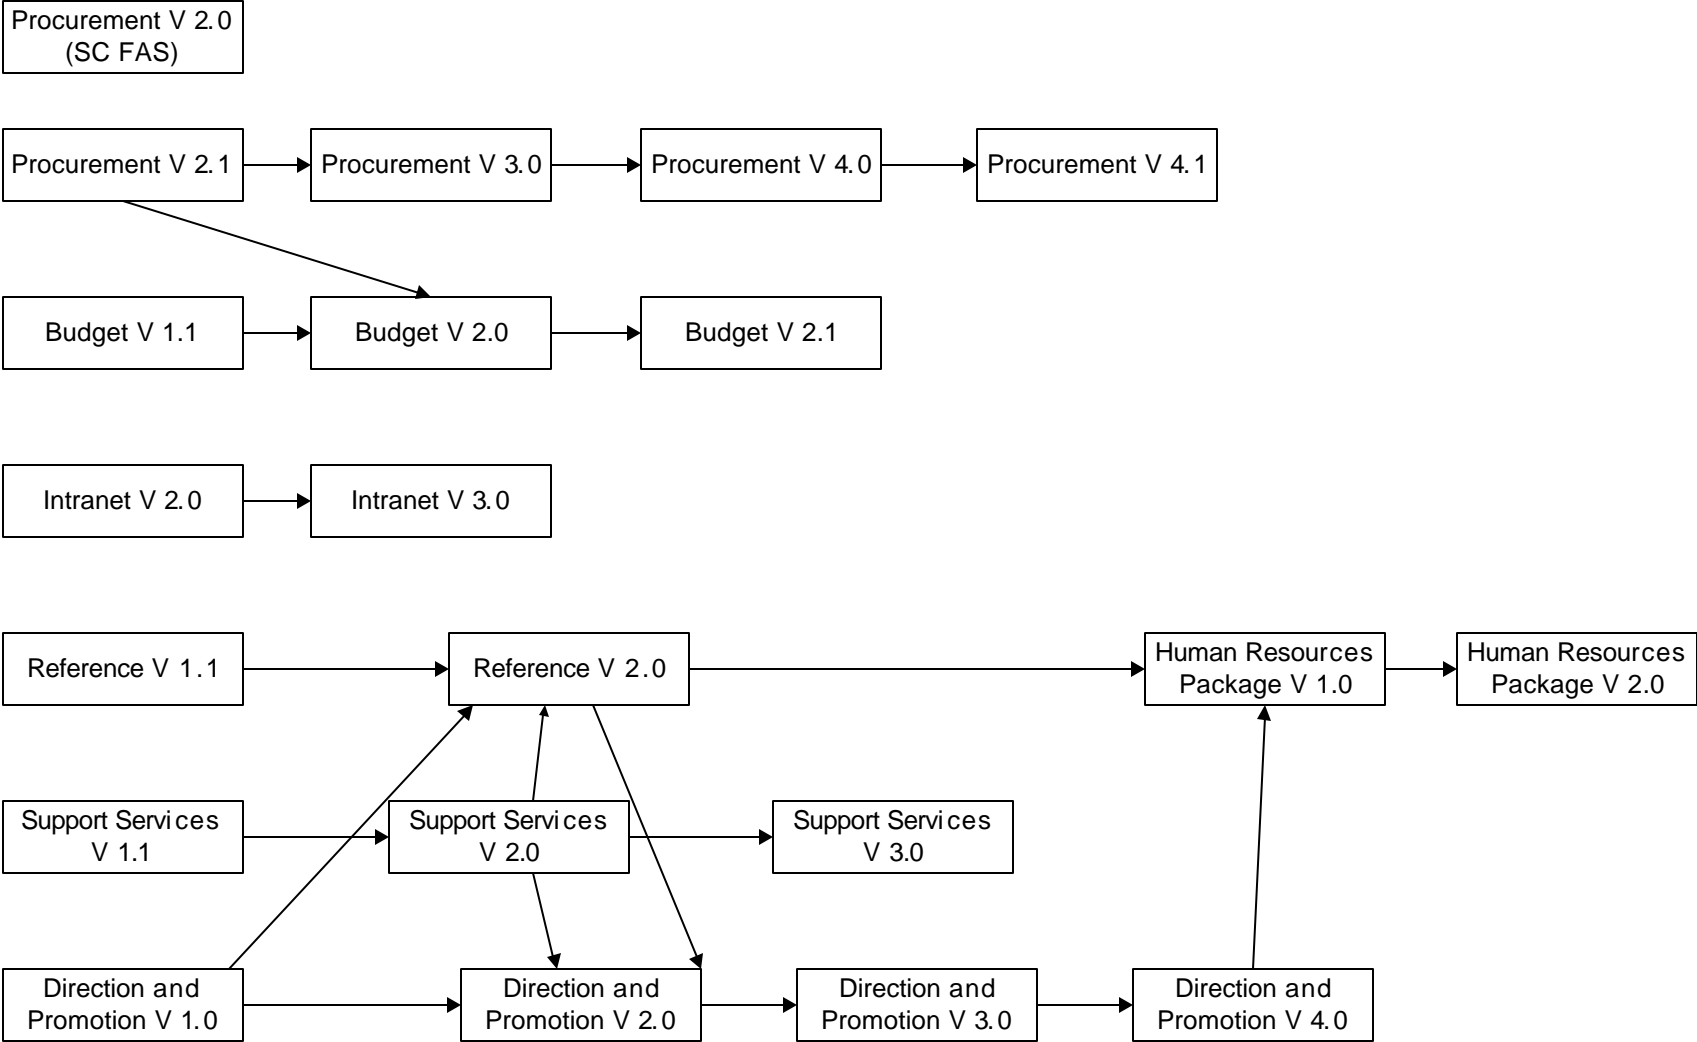 Procurement V 2.0
(SC FAS)
Procurement V 2.1
Procurement V 3.0
Procurement V 4.0
Procurement V 4.1
Budget V 1.1
Budget V 2.0
Budget V 2.1
Intranet V 2.0
Intranet V 3.0
Reference V 1.1
Reference V 2.0
Human Resources
Package V 1.0
Human Resources
Package V 2.0
Support Services
V 1.1
Support Services
V 2.0
Support Services
V 3.0
Direction and
Promotion V 1.0
Direction and
Promotion V 2.0
Direction and
Promotion V 3.0
Direction and
Promotion V 4.0